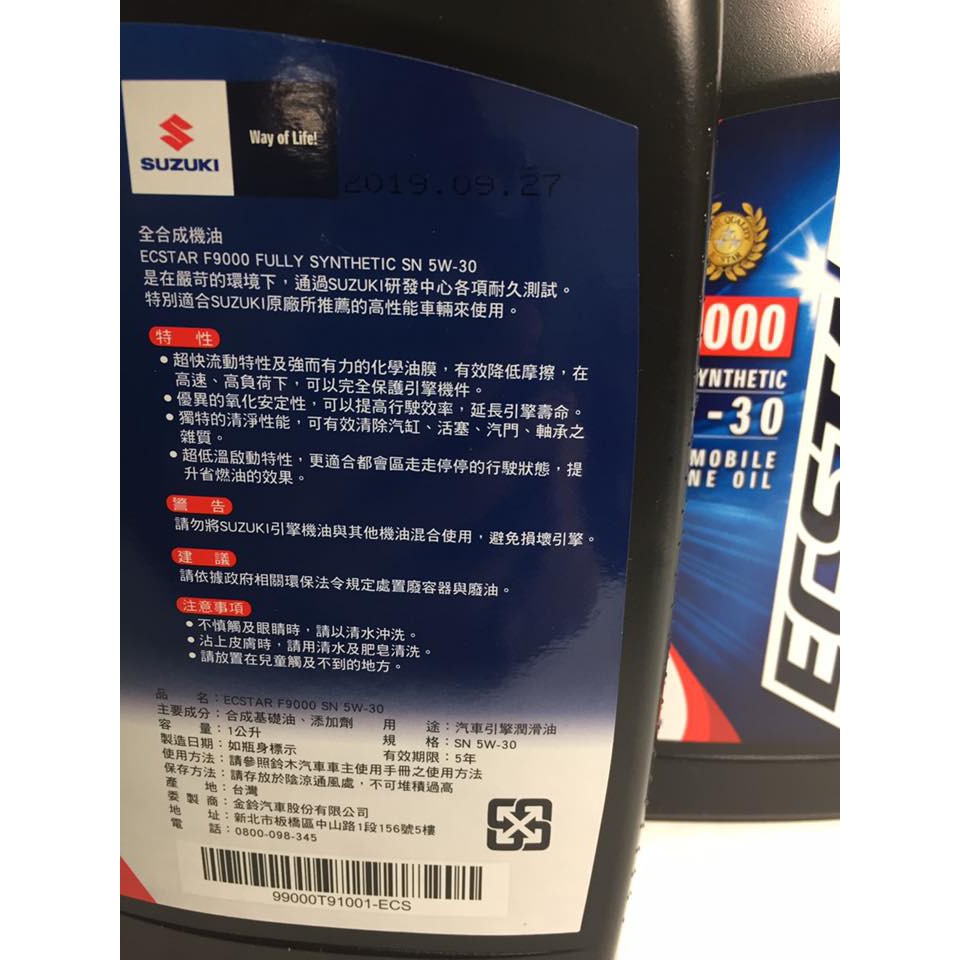 SUZUKI
Way of Life!
2019.09.27
全合成機油
ECSTAR F9000 FULLY SYNTHETIC SN 5W-30
是在嚴苛的環境下，通過SUZUKI研發中心各項耐久測試。
特別適合SUZUKI原廠所推薦的高性能車輛來使用。
特 性
• 超快流動特性及強而有力的化學油膜，有效降低摩擦，在
高速、高負荷下，可以完全保護引擎機件。
• 優異的氧化安定性，可以提高行駛效率，延長引擎壽命。
• 獨特的清淨性能，可有效清除汽缸、活塞、汽門、軸承之
雜質。
• 超低溫啟動特性，更適合都會區走走停停的行駛狀態，提
升省燃油的效果。
警 告
請勿將SUZUKI引擎機油與其他機油混合使用，避免損壞引擎。
建 議
請依據政府相關環保法令規定處置廢容器與廢油。
注意事項
• 不慎觸及眼睛時，請以清水沖洗。
• 沾上皮膚時，請用清水及肥皂清洗。
• 請放置在兒童觸及不到的地方。
品 名：ECSTAR F9000 SN 5W-30
主要成分：合成基礎油、添加劑 用 途：汽車引擎潤滑油
容 量：1公升 規 格：SN 5W-30
製造日期：如瓶身標示 有效期限：5年
使用方法：請參照鈴木汽車車主使用手冊之使用方法
保存方法：請存放於陰涼通風處，不可堆積過高
產 地：台灣
委 製 商：金鈴汽車股份有限公司
地 址：新北市板橋區中山路1段156號5樓
電 話：0800-098-345
99000T91001-ECS
QUALITY
STAR
000
YNTHETIC
-30
MOBILE
NE OIL
ECSTA